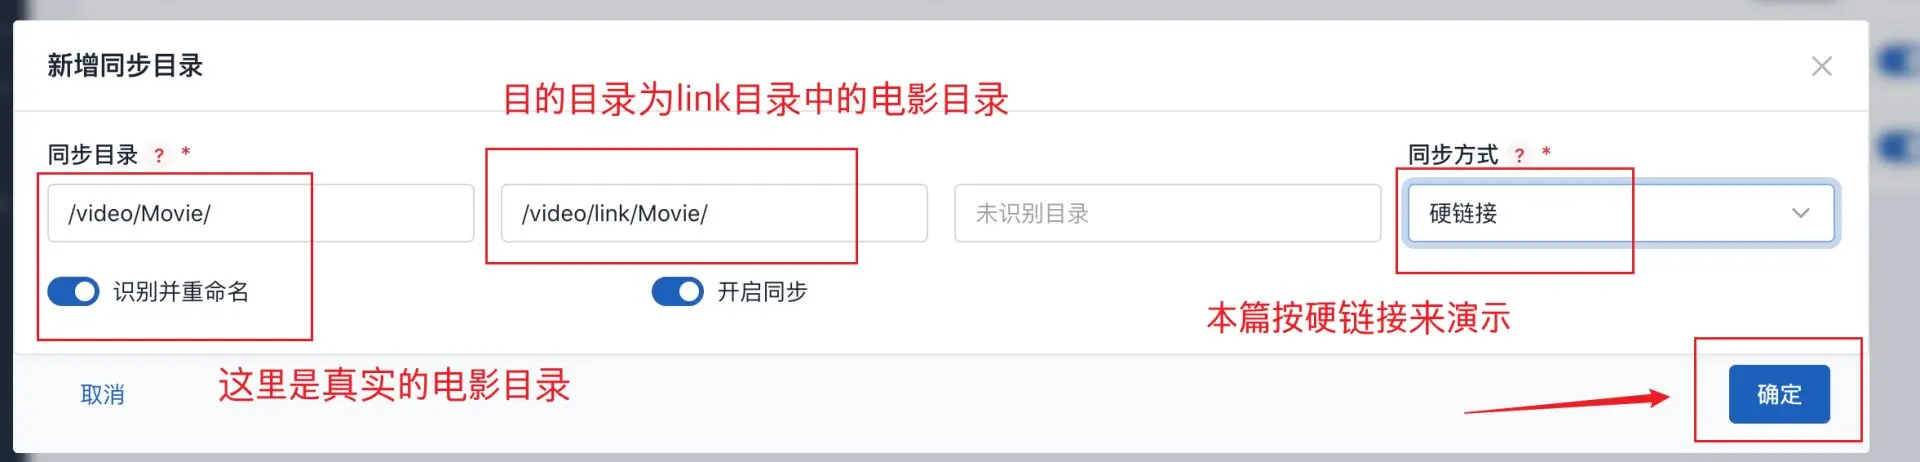 新增同步目录
目的目录为link目录中的电影目录
同步目录 ? *
同步方式 ? *
/video/Movie/
/video/link/Movie/
未识别目录
硬链接
识别并重命名
开启同步
本篇按硬链接来演示
这里是真实的电影目录
取消
确定